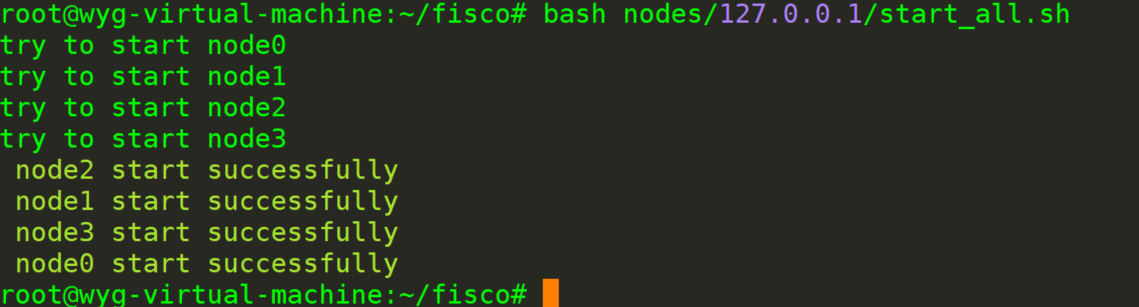 root@wyg-virtual-machine:~/fisco# bash nodes/127.0.0.1/start_all.sh
try to start node0
try to start node1
try to start node2
try to start node3
 node2 start successfully
 node1 start successfully
 node3 start successfully
 node0 start successfully
root@wyg-virtual-machine:~/fisco#